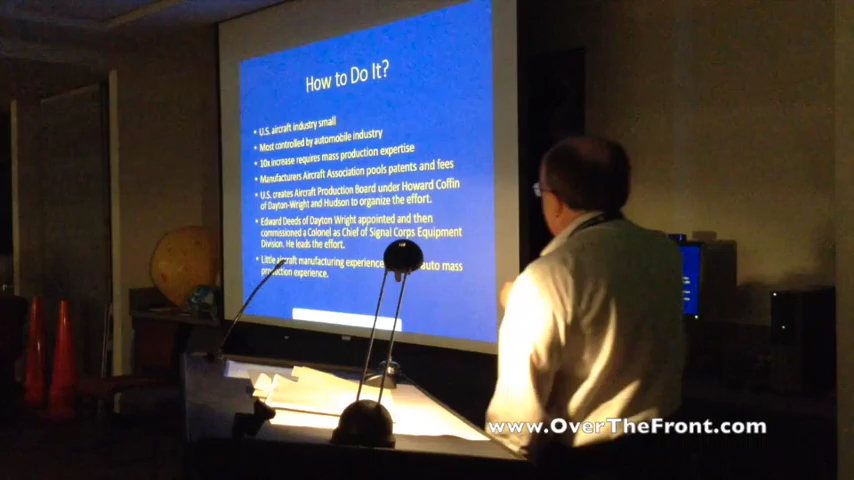 How to Do It?
• U.S. aircraft industry small
• Most controlled by automobile industry
• 10x increase requires mass production expertise
• Manufacturers Aircraft Association pools patents and fees
• U.S. creates Aircraft Production Board under Howard Coffin
of Dayton-Wright and Hudson to organize the effort.
• Edward Deeds of Dayton Wright appointed and then
commissioned a Colonel as Chief of Signal Corps Equipment
Division. He leads the effort.
• Little aircraft manufacturing experience auto mass
production experience.
www.OverTheFront.com